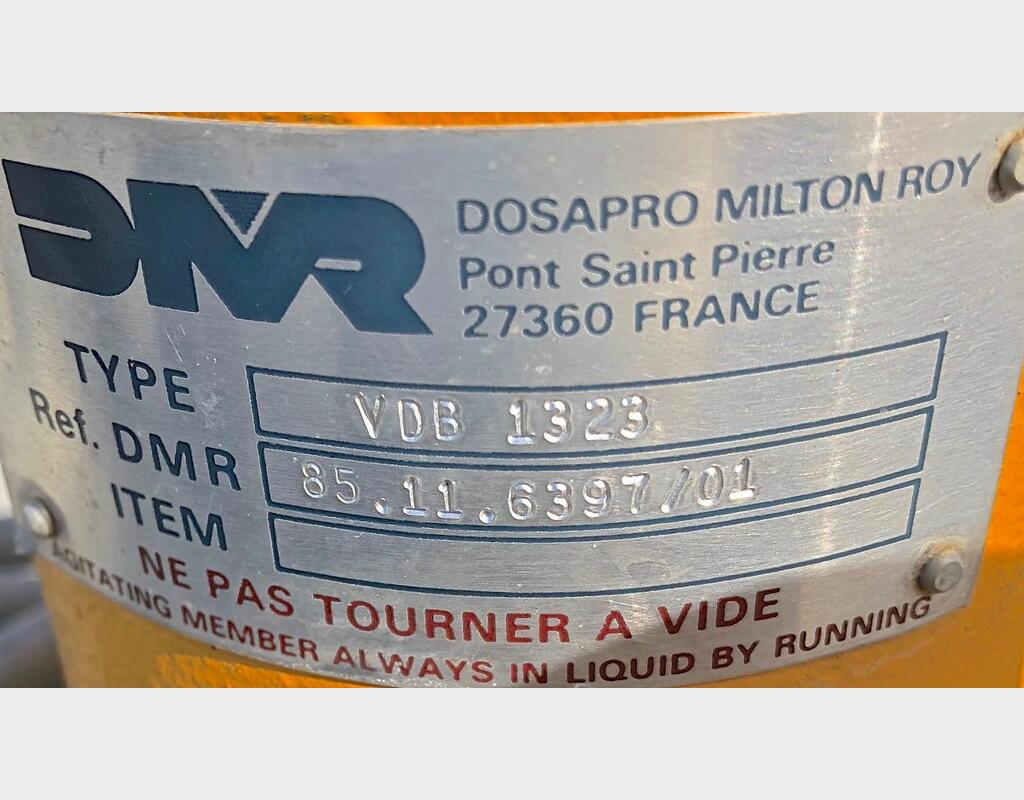 DMR
DOSAPRO MILTON ROY
Pont Saint Pierre
27360 FRANCE
TYPE VDB 1323
Ref. DMR 85.11.6397/01
ITEM
NE PAS TOURNER A VIDE
AGITATING MEMBER ALWAYS IN LIQUID BY RUNNING